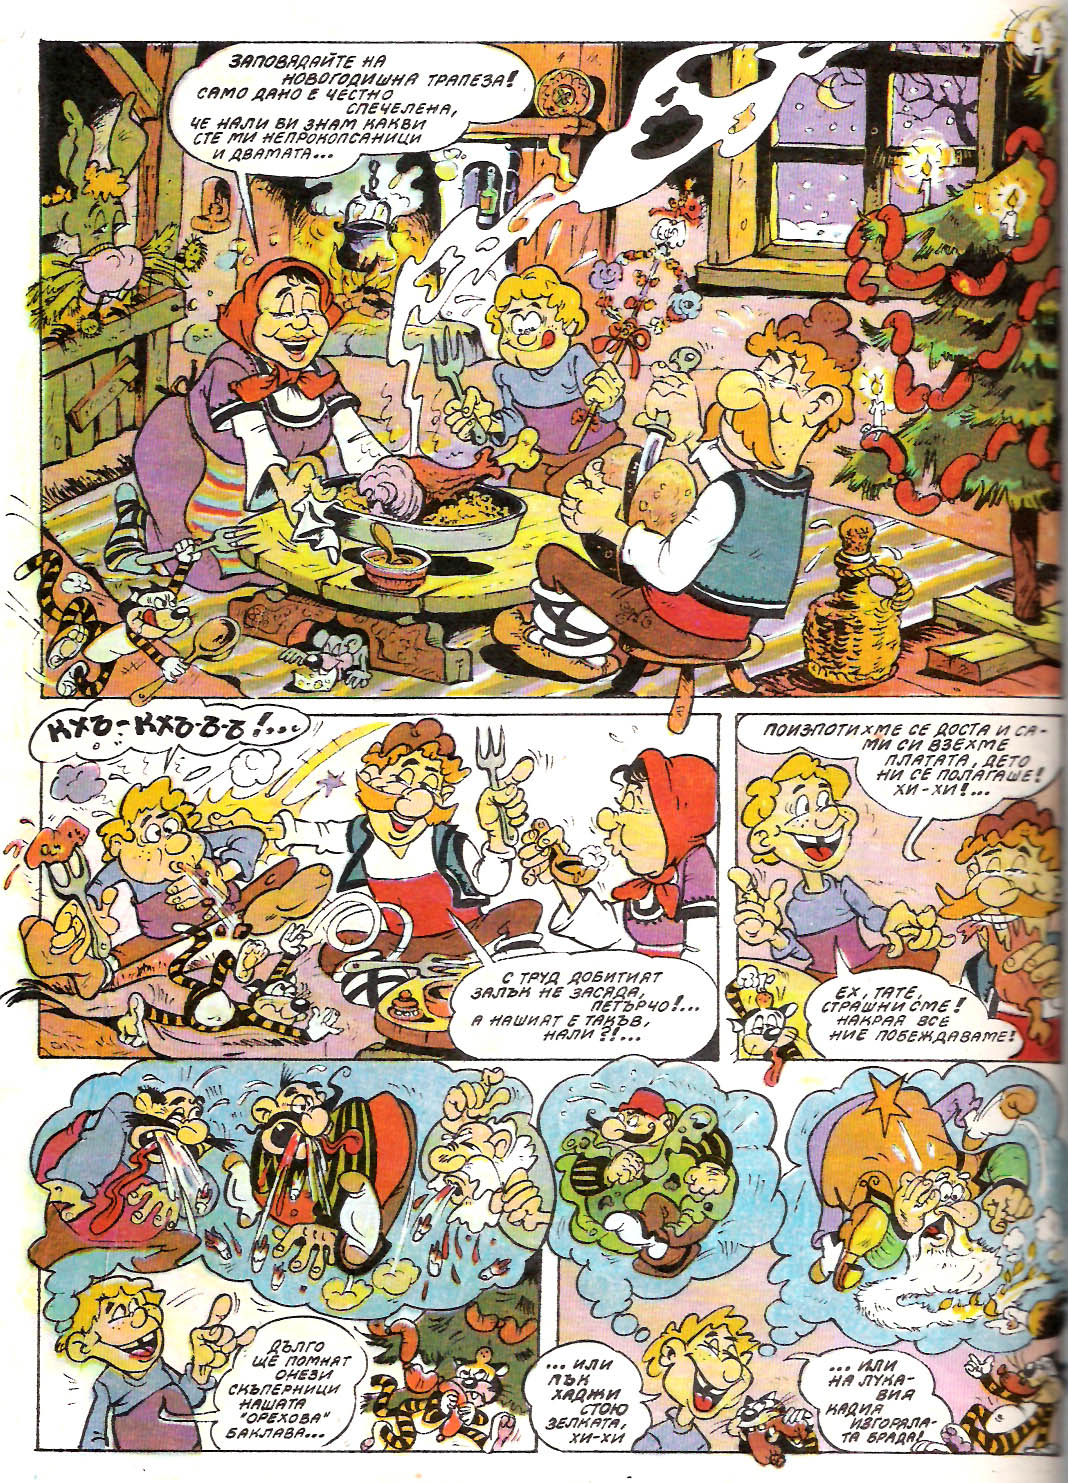 ЗАПОВЯДАЙТЕ НА
НОВОГОДИШНА ТРАПЕЗА!
САМО ДАНО Е ЧЕСТНО
СПЕЧЕЛЕНА,
ЧЕ НАЛИ ВИ ЗНАМ КАКВИ
СТЕ МИ НЕПРОКОПСАНИЦИ
И ДВАМАТА...
КХЪ-КХЪ-Ъ-Ъ!...
С ТРУД ДОБИТИЯТ
ЗАЛЪК НЕ ЗАСЯДА,
ПЕТЪРЧО!...
А НАШИЯТ Е ТАКЪВ,
НАЛИ?!...
ПОИЗПОТИХМЕ СЕ ДОСТА И СА-
МИ СИ ВЗЕХМЕ
ПЛАТАТА, ДЕТО
НИ СЕ ПОЛАГАШЕ!
ХИ-ХИ!...
ЕХ, ТАТЕ,
СТРАШНИ СМЕ!
НАКРАЯ ВСЕ
НИЕ ПОБЕЖДАВАМЕ!
ДЪЛГО
ЩЕ ПОМНЯТ
ОНЕЗИ
СКЪПЕРНИЦИ
НАШАТА
"ОРЕХОВА"
БАКЛАВА...
... ИЛИ
ПЪК
ХАДЖИ
СТОЮ
ЗЕЛКАТА,
ХИ-ХИ
... ИЛИ
НА ЛУКА-
ВИЯ
КАДИЯ
ИЗГОРЯЛА-
ТА БРАДА!